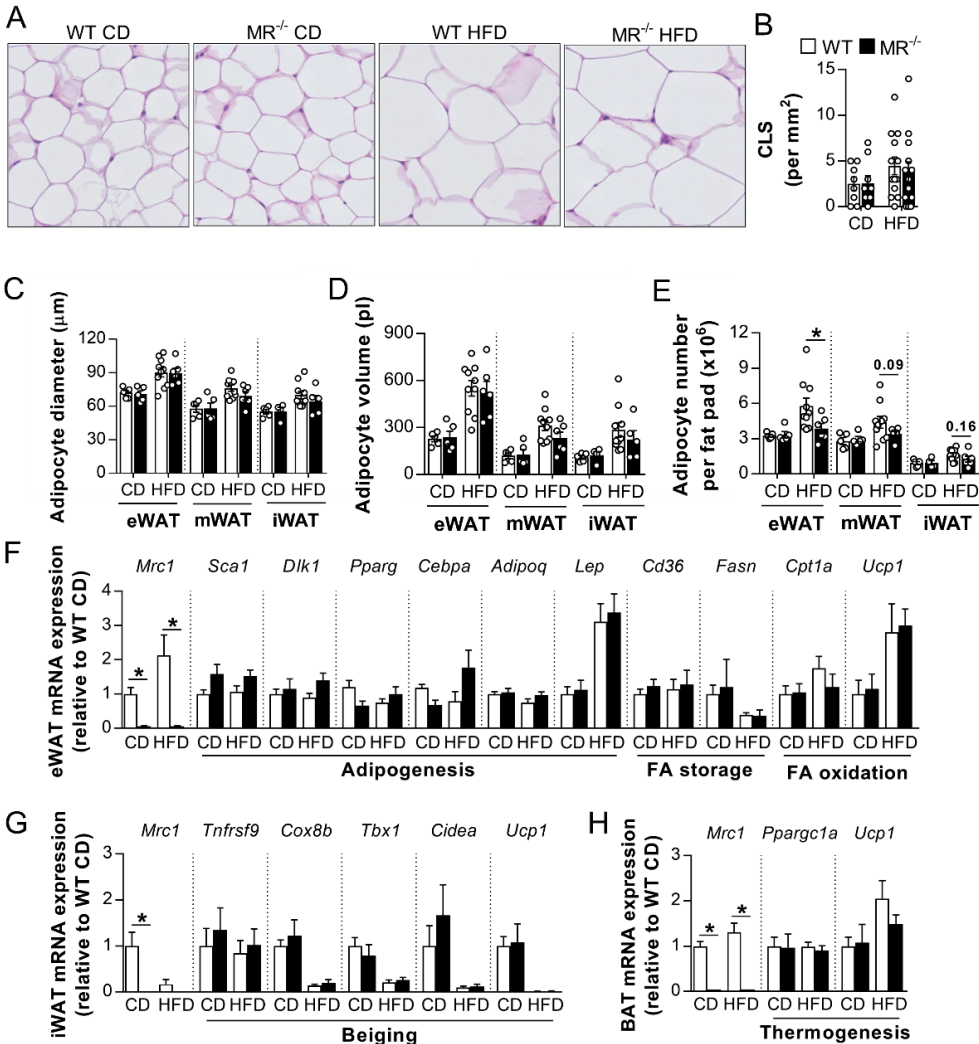 A
WT CD
MR-/- CD
WT HFD
MR-/- HFD
B
WT MR-/-
CLS
(per mm²)
15
10
5
0
CD HFD
C
Adipocyte diameter (μm)
120
90
60
30
0
CD HFD CD HFD CD HFD
eWAT mWAT iWAT
D
Adipocyte volume (pl)
900
600
300
0
CD HFD CD HFD CD HFD
eWAT mWAT iWAT
E
Adipocyte number
per fat pad (x10⁶)
12
9
6
3
0
*
0.09
0.16
CD HFD CD HFD CD HFD
eWAT mWAT iWAT
F
eWAT mRNA expression
(relative to WT CD)
Mrc1 Sca1 Dlk1 Pparg Cebpa Adipoq Lep Cd36 Fasn Cpt1a Ucp1
4
3
2
1
0
* *
CD HFD CD HFD CD HFD CD HFD CD HFD CD HFD CD HFD CD HFD CD HFD CD HFD CD HFD
Adipogenesis FA storage FA oxidation
G
iWAT mRNA expression
(relative to WT CD)
Mrc1 Tnfrsf9 Cox8b Tbx1 Cidea Ucp1
3
2
1
0
*
CD HFD CD HFD CD HFD CD HFD CD HFD CD HFD
Beiging
H
BAT mRNA expression
(relative to WT CD)
Mrc1 Ppargc1a Ucp1
3
2
1
0
* *
CD HFD CD HFD CD HFD
Thermogenesis